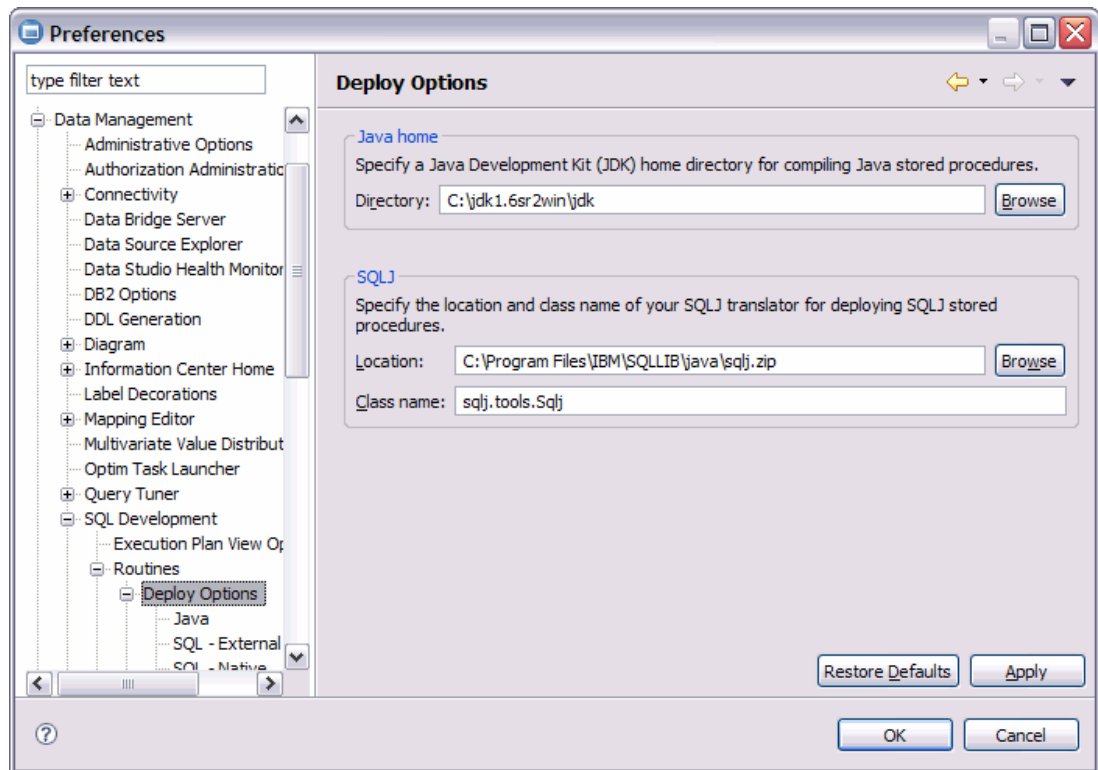 Preferences
type filter text
Data Management
Administrative Options
Authorization Administratio
Connectivity
Data Bridge Server
Data Source Explorer
Data Studio Health Monitor
DB2 Options
DDL Generation
Diagram
Information Center Home
Label Decorations
Mapping Editor
Multivariate Value Distribut
Optim Task Launcher
Query Tuner
SQL Development
Execution Plan View Op
Routines
Deploy Options
Java
SQL - External
SQL - Native
Deploy Options
Java home
Specify a Java Development Kit (JDK) home directory for compiling Java stored procedures.
Directory: C:\jdk1.6sr2win\jdk Browse
SQLJ
Specify the location and class name of your SQLJ translator for deploying SQLJ stored
procedures.
Location: C:\Program Files\IBM\SQLLIB\java\sqlj.zip Browse
Class name: sqlj.tools.Sqlj
Restore Defaults Apply
? OK Cancel